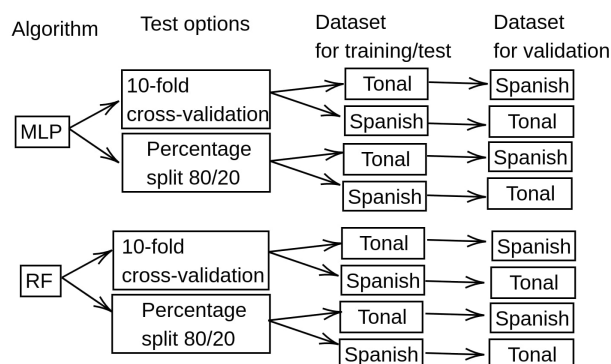 Algorithm
Test options
Dataset
for training/test
Dataset
for validation
MLP
10-fold
cross-validation
Tonal
Spanish
Spanish
Tonal
Percentage
split 80/20
Tonal
Spanish
Spanish
Tonal
RF
10-fold
cross-validation
Tonal
Spanish
Spanish
Tonal
Percentage
split 80/20
Tonal
Spanish
Spanish
Tonal